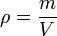 ρ = m/V